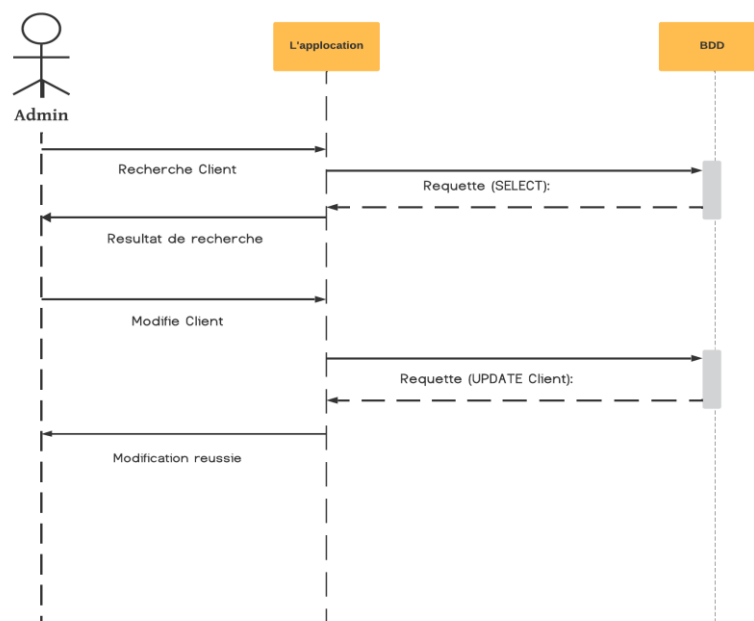 L'applocation
BDD
Admin
Recherche Client
Requette (SELECT):
Resultat de recherche
Modifie Client
Requette (UPDATE Client):
Modification reussie